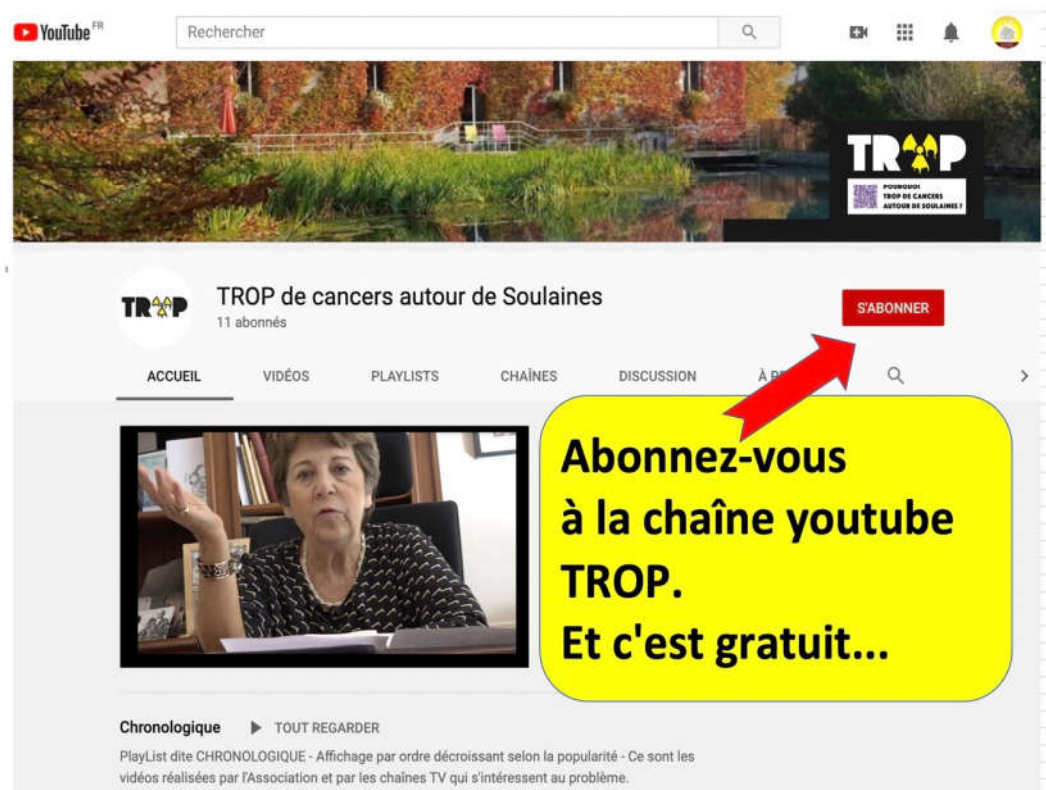 YouTube FR
Rechercher
TROP
POURQUOI
TROP DE CANCERS
AUTOUR DE SOULAINES ?
TROP
TROP de cancers autour de Soulaines
11 abonnés
S'ABONNER
ACCUEIL VIDÉOS PLAYLISTS CHAÎNES DISCUSSION À
Abonnez-vous
à la chaîne youtube
TROP.
Et c'est gratuit...
Chronologique TOUT REGARDER
PlayList dite CHRONOLOGIQUE - Affichage par ordre décroissant selon la popularité - Ce sont les
vidéos réalisées par l'Association et par les chaînes TV qui s'intéressent au problème.